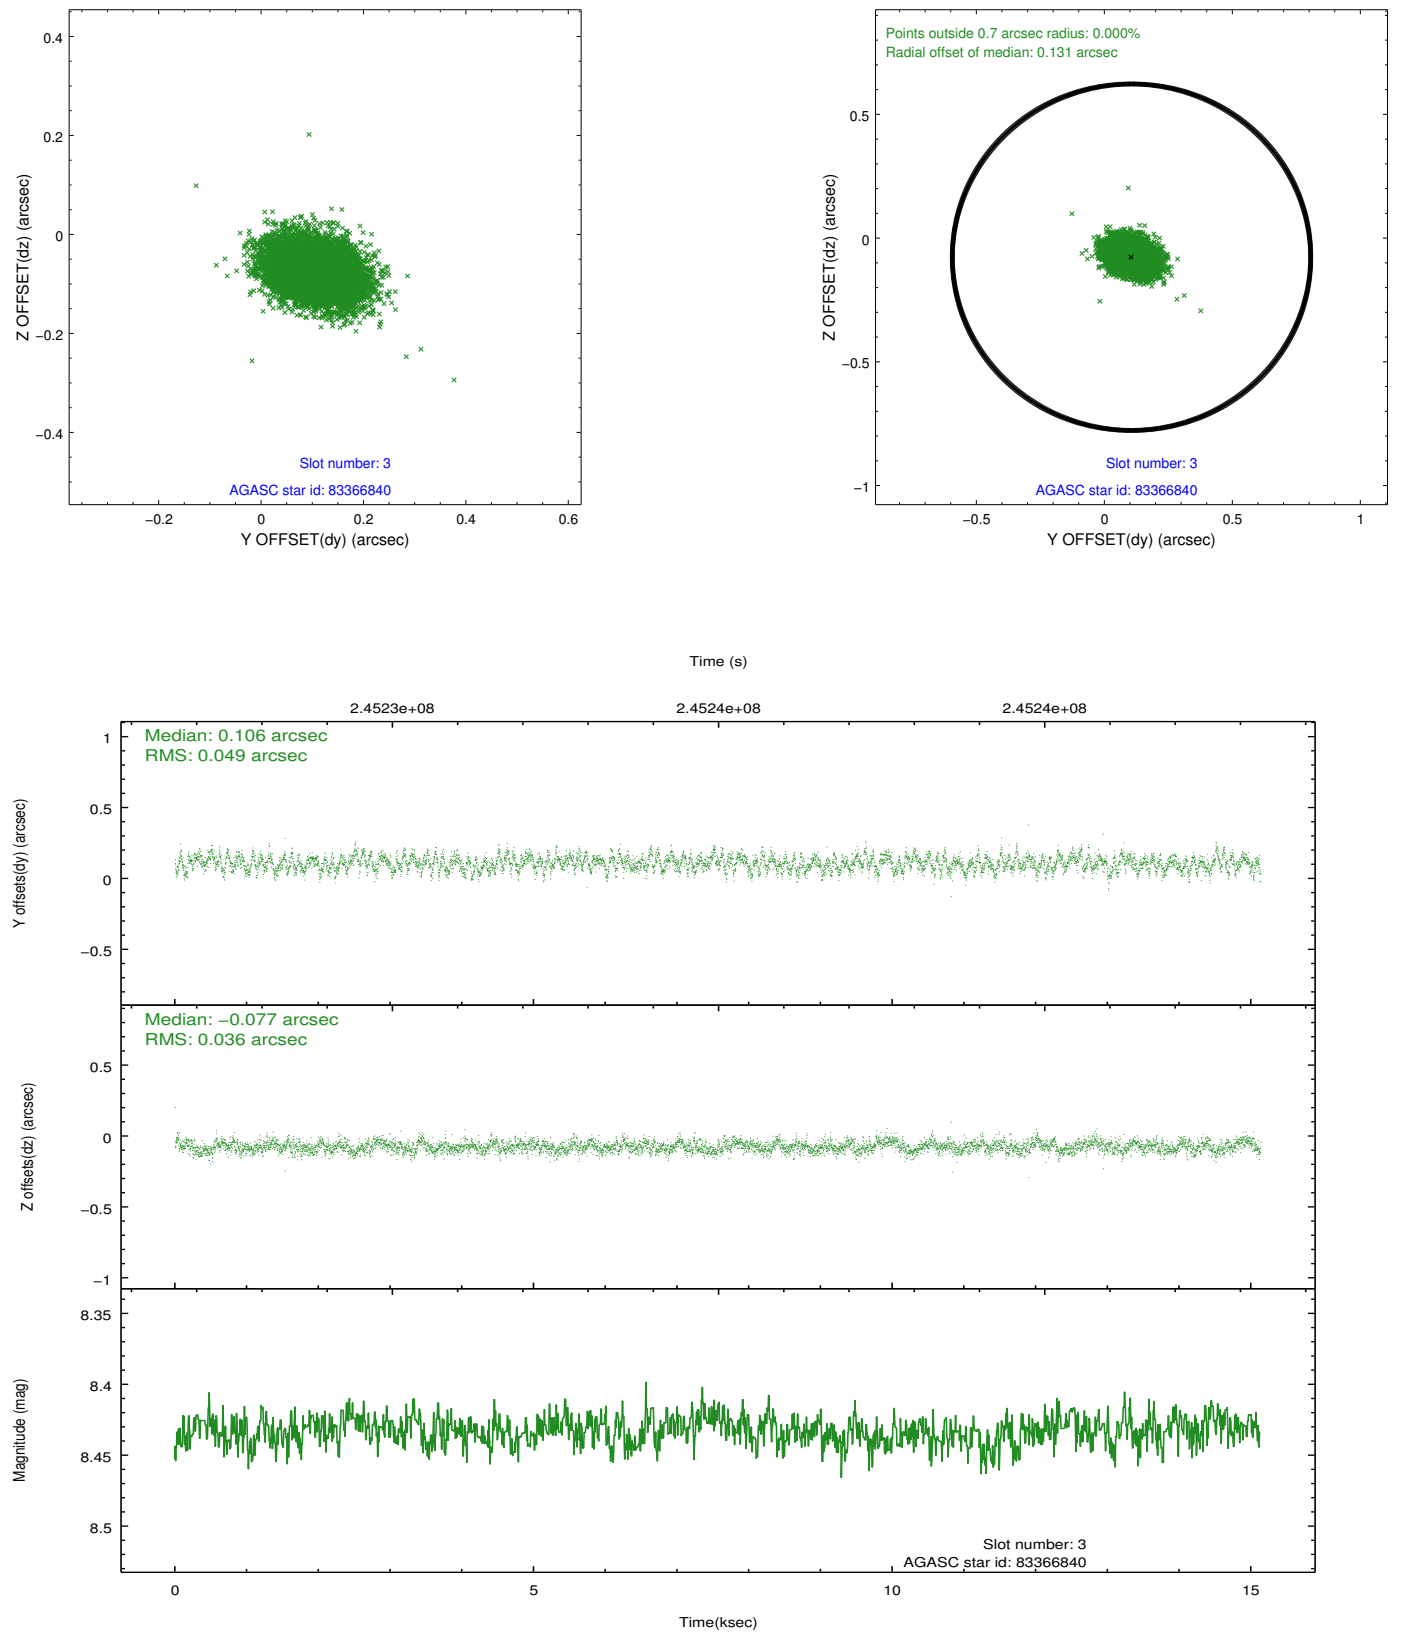 0.4
0.2
0
−0.2
−0.4
Z OFFSET(dz) (arcsec)
Slot number: 3
AGASC star id: 83366840
−0.2 0 0.2 0.4 0.6
Y OFFSET(dy) (arcsec)
Points outside 0.7 arcsec radius: 0.000%
Radial offset of median: 0.131 arcsec
0.5
0
−0.5
−1
Z OFFSET(dz) (arcsec)
Slot number: 3
AGASC star id: 83366840
−0.5 0 0.5 1
Y OFFSET(dy) (arcsec)
Time (s)
2.4523e+08 2.4524e+08 2.4524e+08
Median: 0.106 arcsec
RMS: 0.049 arcsec
1
0.5
0
−0.5
Y offsets(dy) (arcsec)
Median: −0.077 arcsec
RMS: 0.036 arcsec
0.5
0
−0.5
−1
Z offsets(dz) (arcsec)
8.35
8.4
8.45
8.5
Magnitude (mag)
Slot number: 3
AGASC star id: 83366840
0 5 10 15
Time(ksec)